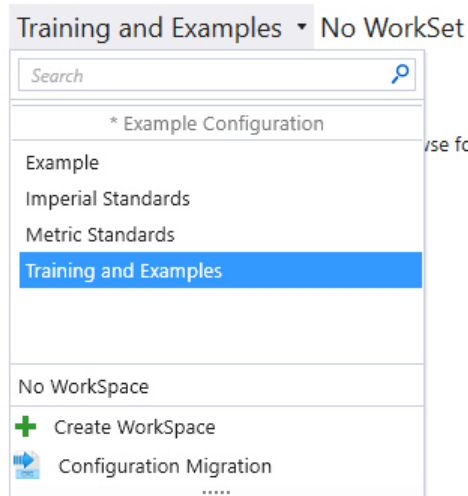 Training and Examples No WorkSet
Search
* Example Configuration
Example
Imperial Standards
Metric Standards
Training and Examples
No WorkSpace
Create WorkSpace
Configuration Migration